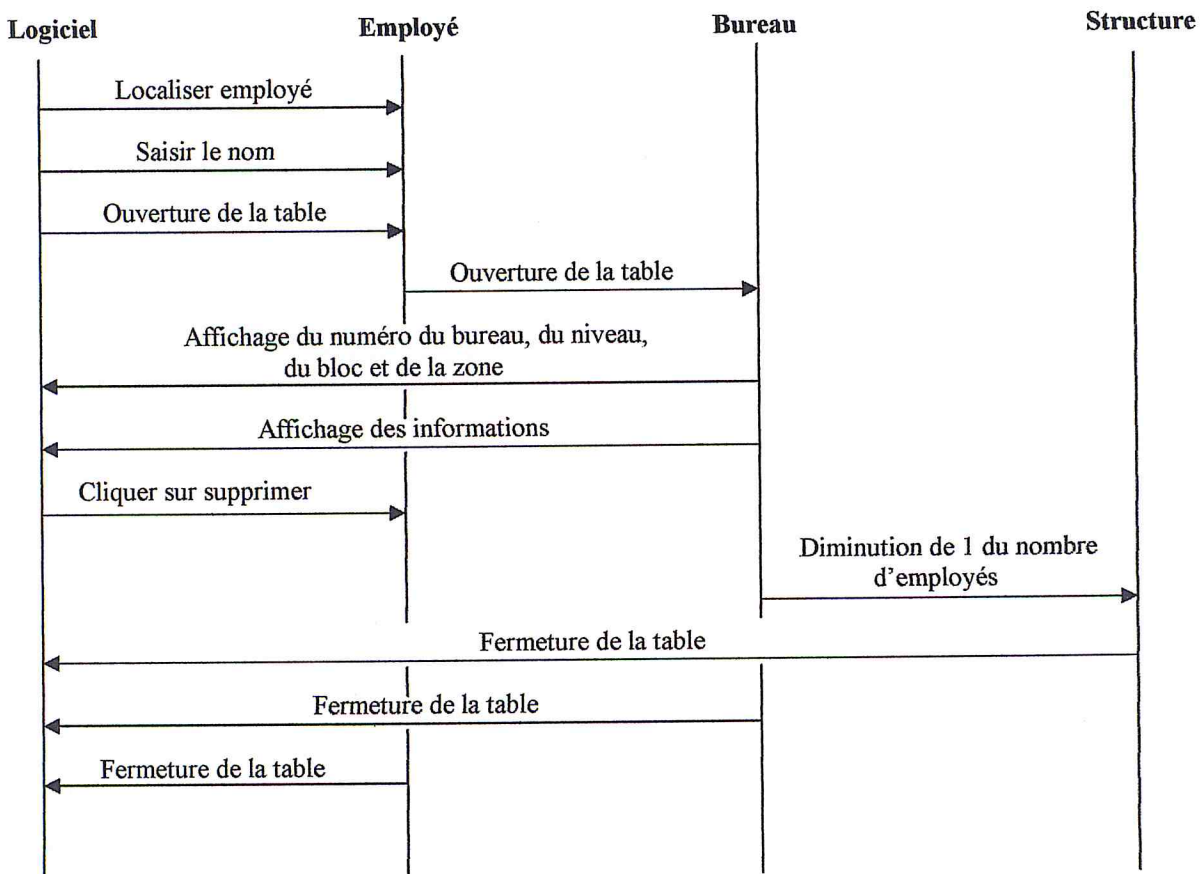 Logiciel
Employé
Bureau
Structure
Localiser employé
Saisir le nom
Ouverture de la table
Ouverture de la table
Affichage du numéro du bureau, du niveau,
du bloc et de la zone
Affichage des informations
Cliquer sur supprimer
Diminution de 1 du nombre
d’employés
Fermeture de la table
Fermeture de la table
Fermeture de la table